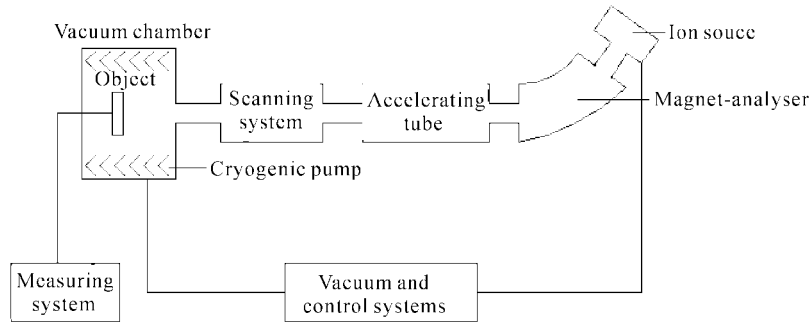 Vacuum chamber
Ion souce
Object
Scanning
system
Accelerating
tube
Magnet-analyser
Cryogenic pump
Measuring
system
Vacuum and
control systems